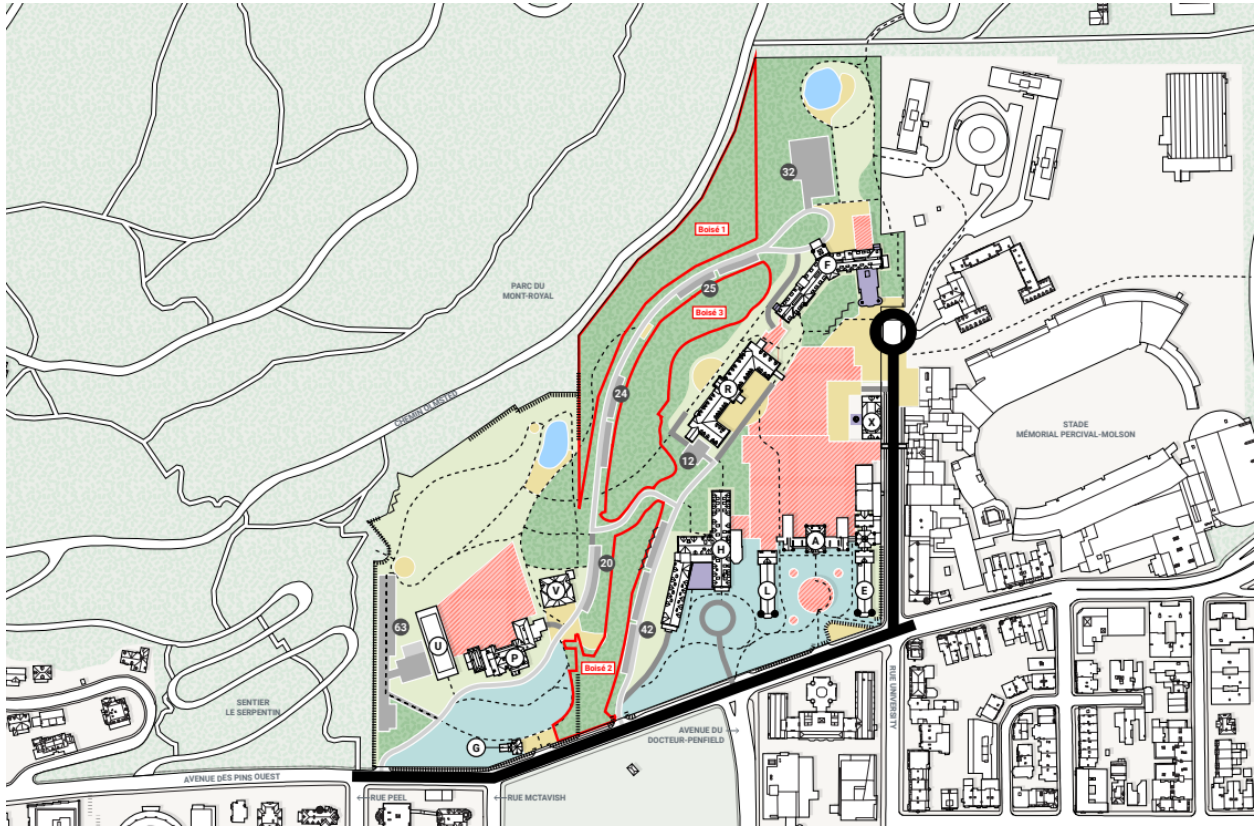 32
Boisé 1
F
PARC DU
MONT-ROYAL
25
Boisé 3
CHEMIN OLMSTED
24
R
X
STADE
MÉMORIAL PERCIVAL-MOLSON
12
H
A
20
V
L
E
63
42
U
P
Boisé 2
SENTIER
LE SERPENTIN
G
AVENUE DU
DOCTEUR-PENFIELD
RUE UNIVERSITY
AVENUE DES PINS OUEST
RUE PEEL
RUE MCTAVISH